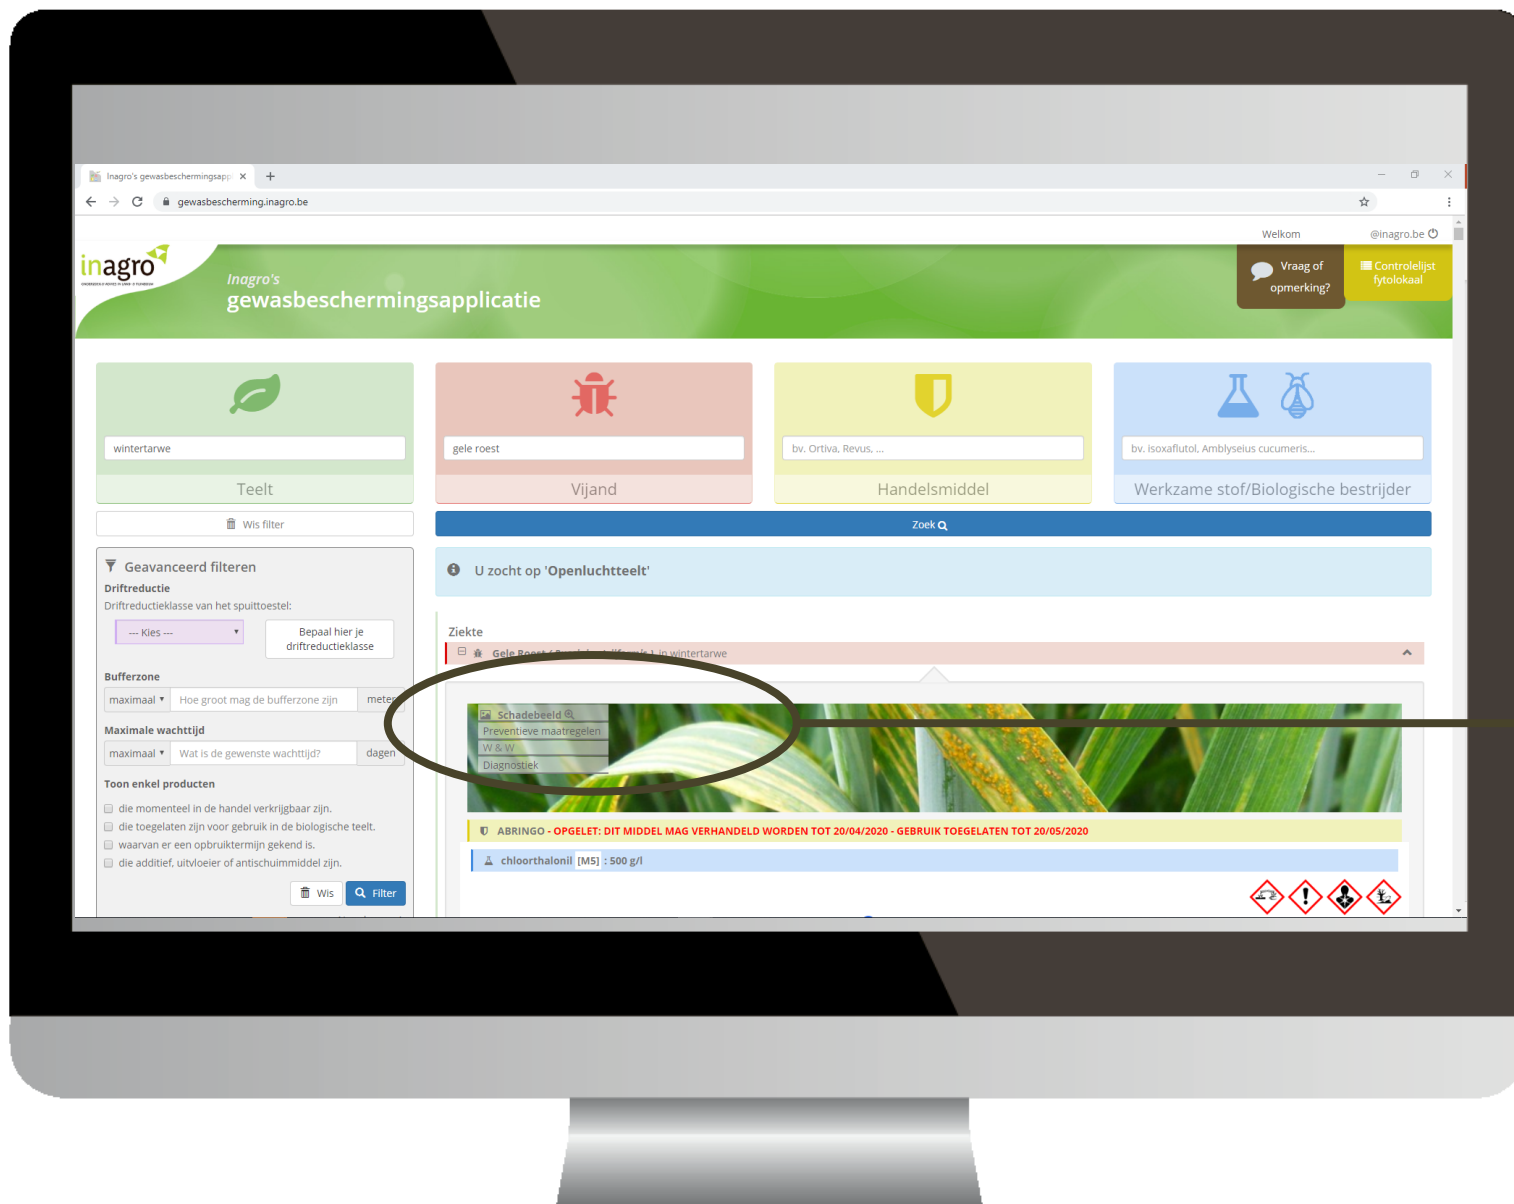 Inagro's gewasbeschermingsapp
gewasbescherming.inagro.be
Welkom @inagro.be
inagro
Inagro's
gewasbeschermingsapplicatie
Vraag of
opmerking?
Controlelijst
fytolokaal
wintertarwe
Teelt
gele roest
Vijand
bv. Ortiva, Revus, ...
Handelsmiddel
bv. isoxaflutol, Amblyseius cucumeris...
Werkzame stof/Biologische bestrijder
Wis filter
Zoek
Geavanceerd filteren
Driftreductie
Driftreductieklasse van het spuittoestel:
--- Kies ---
Bepaal hier je
driftreductieklasse
Bufferzone
maximaal Hoe groot mag de bufferzone zijn meter
Maximale wachttijd
maximaal Wat is de gewenste wachttijd? dagen
Toon enkel producten
die momenteel in de handel verkrijgbaar zijn.
die toegelaten zijn voor gebruik in de biologische teelt.
waarvan er een opbruiktermijn gekend is.
die additief, uitvloeier of antischuimmiddel zijn.
Wis Filter
U zocht op 'Openluchtteelt'
Ziekte
Gele Roest in wintertarwe
Schadebeeld
Preventieve maatregelen
W & W
Diagnostiek
ABRINGO - OPGELET: DIT MIDDEL MAG VERHANDELD WORDEN TOT 20/04/2020 - GEBRUIK TOEGELATEN TOT 20/05/2020
chloorthalonil [M5] : 500 g/l